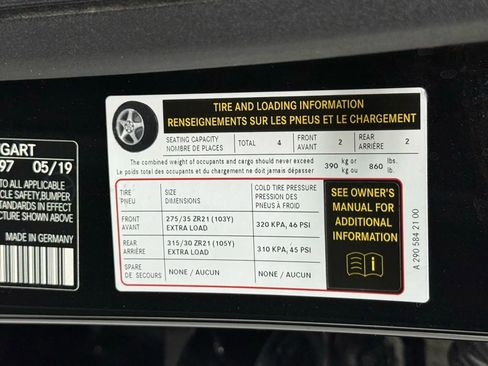 GART
97 05/19
TO ALL APPLICABLE
CLE SAFETY, BUMPER
STANDARDS IN EFFECT
CTURE SHOWN ABOVE
MADE IN GERMANY
TIRE AND LOADING INFORMATION
RENSEIGNEMENTS SUR LES PNEUS ET LE CHARGEMENT
SEATING CAPACITY TOTAL 4 FRONT 2 REAR 2
NOMBRE DE PLACES AVANT ARRIÈRE
The combined weight of occupants and cargo should never exceed 390 kg or 860 lbs.
Le poids total des occupants et du chargement ne doit jamais dépasser kg ou lb.
TIRE SIZE COLD TIRE PRESSURE
PNEU DIMENSIONS PRESSION DES
PNEUS À FROID
FRONT 275/35 ZR21 (103Y) 320 KPA, 46 PSI
AVANT EXTRA LOAD
REAR 315/30 ZR21 (105Y) 310 KPA, 45 PSI
ARRIÈRE EXTRA LOAD
SPARE NONE / AUCUN NONE / AUCUN
DE SECOURS
SEE OWNER'S
MANUAL FOR
ADDITIONAL
INFORMATION
A 290 584 21 00